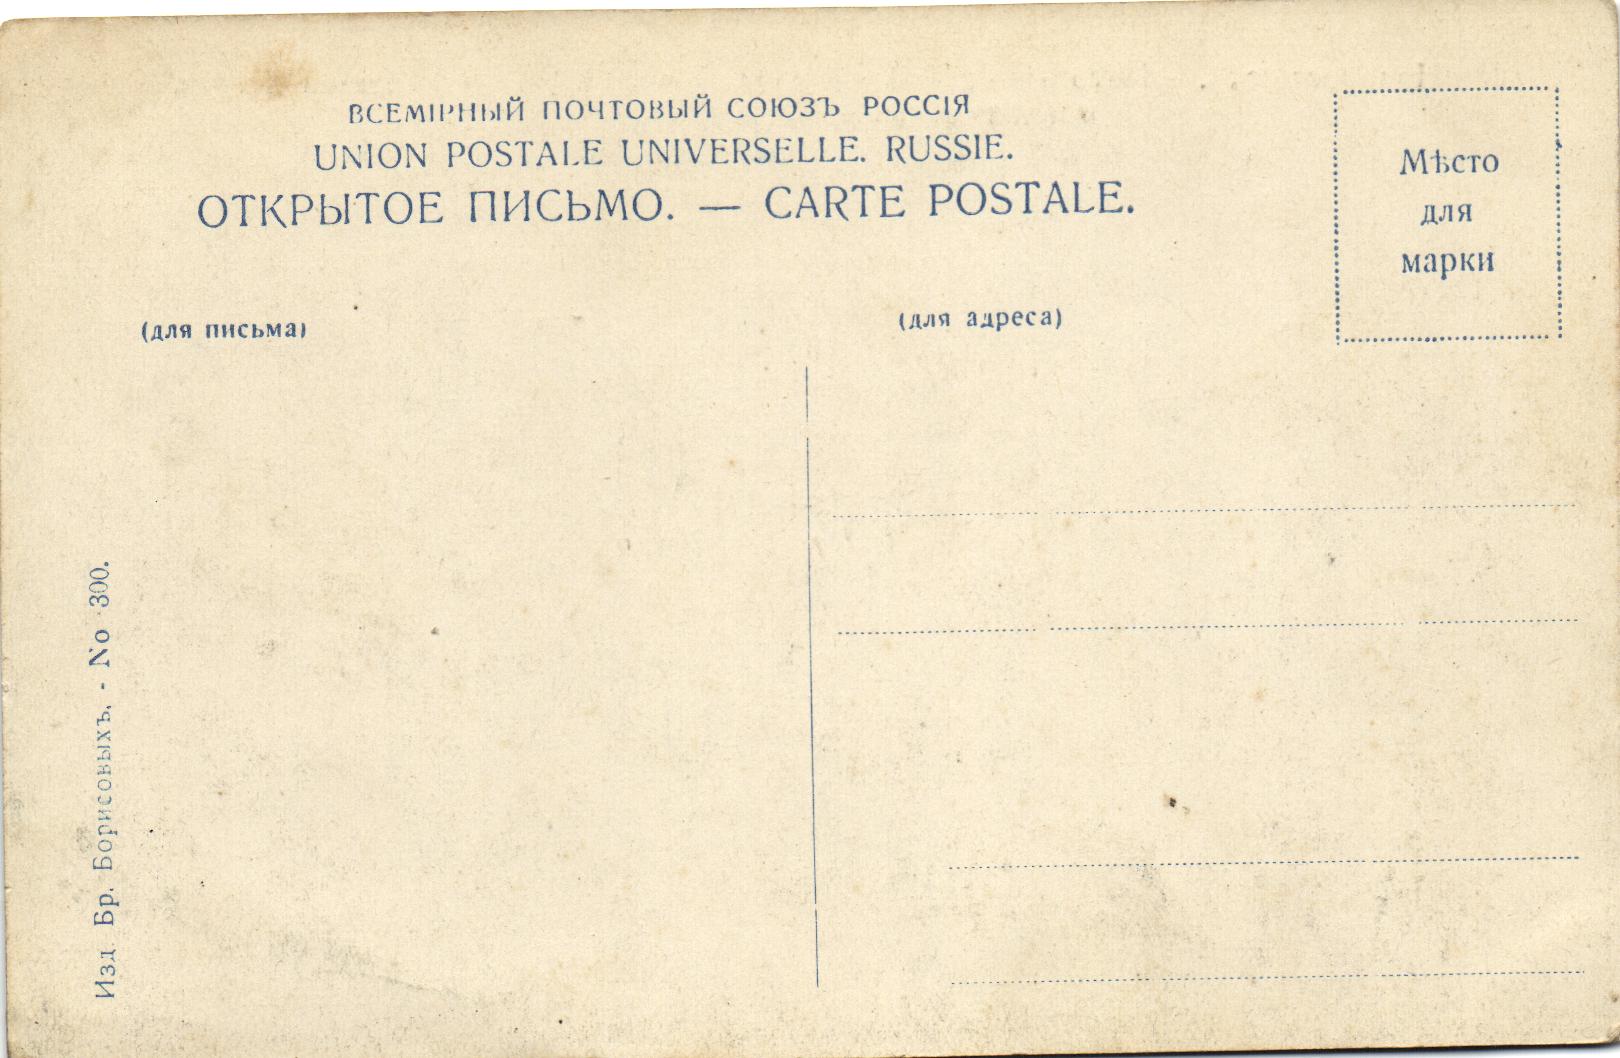 ВСЕМІРНЫЙ ПОЧТОВЫЙ СОЮЗЪ РОССІЯ
UNION POSTALE UNIVERSELLE. RUSSIE.
ОТКРЫТОЕ ПИСЬМО. — CARTE POSTALE.
Мѣсто
для
марки
(для письма)
(для адреса)
Изд. Бр. Борисовыхъ. - No 300.